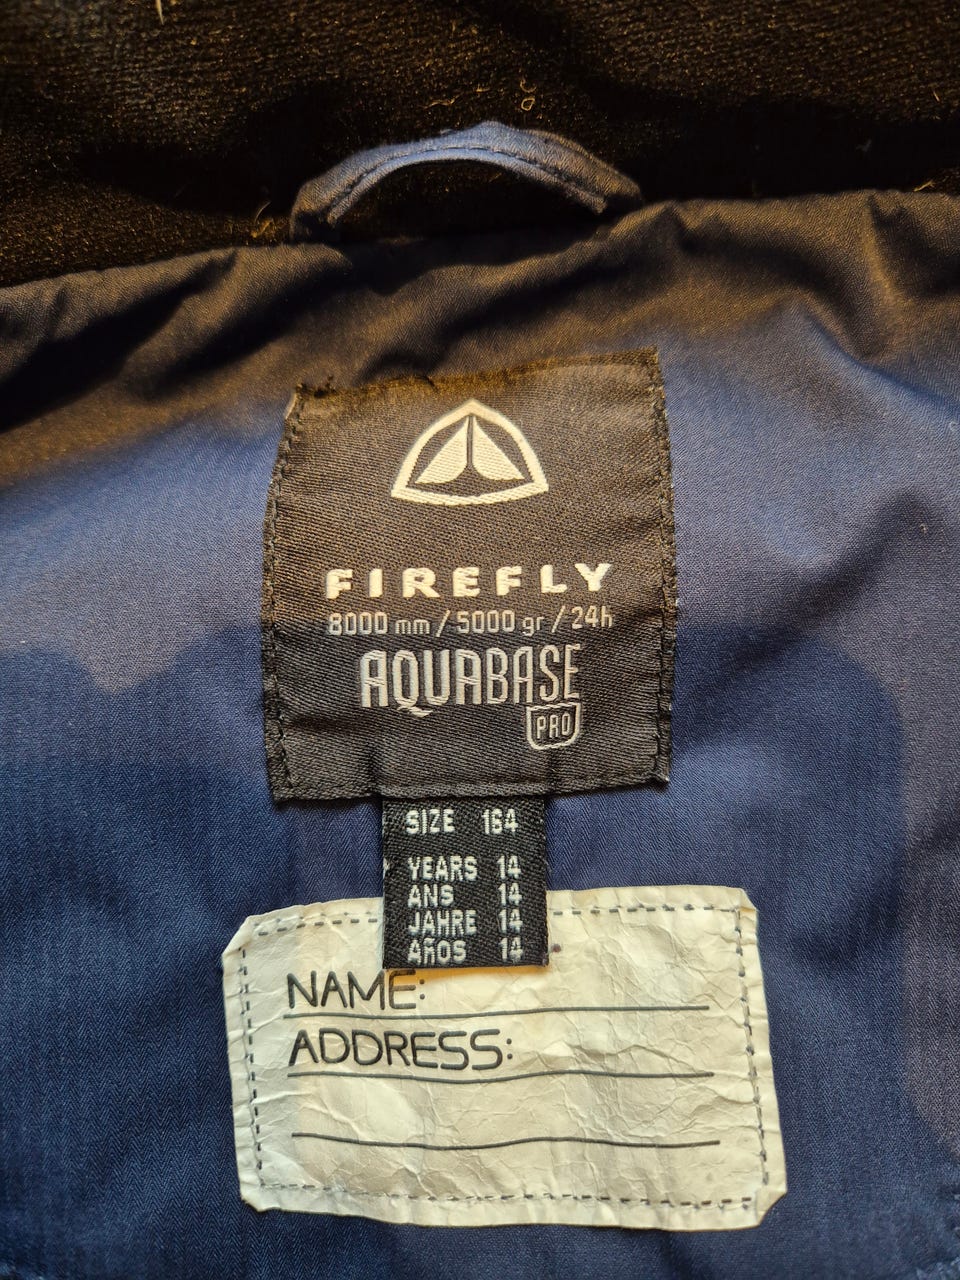 FIREFLY
8000 mm / 5000 gr / 24h
AQUABASE
PRO
SIZE 164
YEARS 14
ANS 14
JAHRE 14
AÑOS 14
NAME:
ADDRESS: